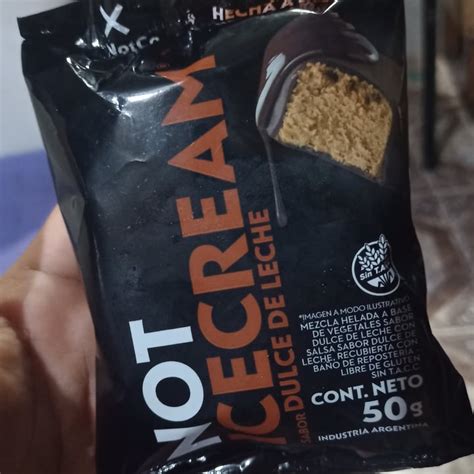 NotCo
HECHA A
NOT
ICECREAM
SABOR DULCE DE LECHE
Sin T.A.C.C.
*IMAGEN A MODO ILUSTRATIVO
MEZCLA HELADA A BASE
DE VEGETALES SABOR
DULCE DE LECHE CON
SALSA SABOR DULCE DE
LECHE, RECUBIERTA CON
BAÑO DE REPOSTERIA -
LIBRE DE GLUTEN
SIN T.A.C.C
CONT. NETO
50g
INDUSTRIA ARGENTINA